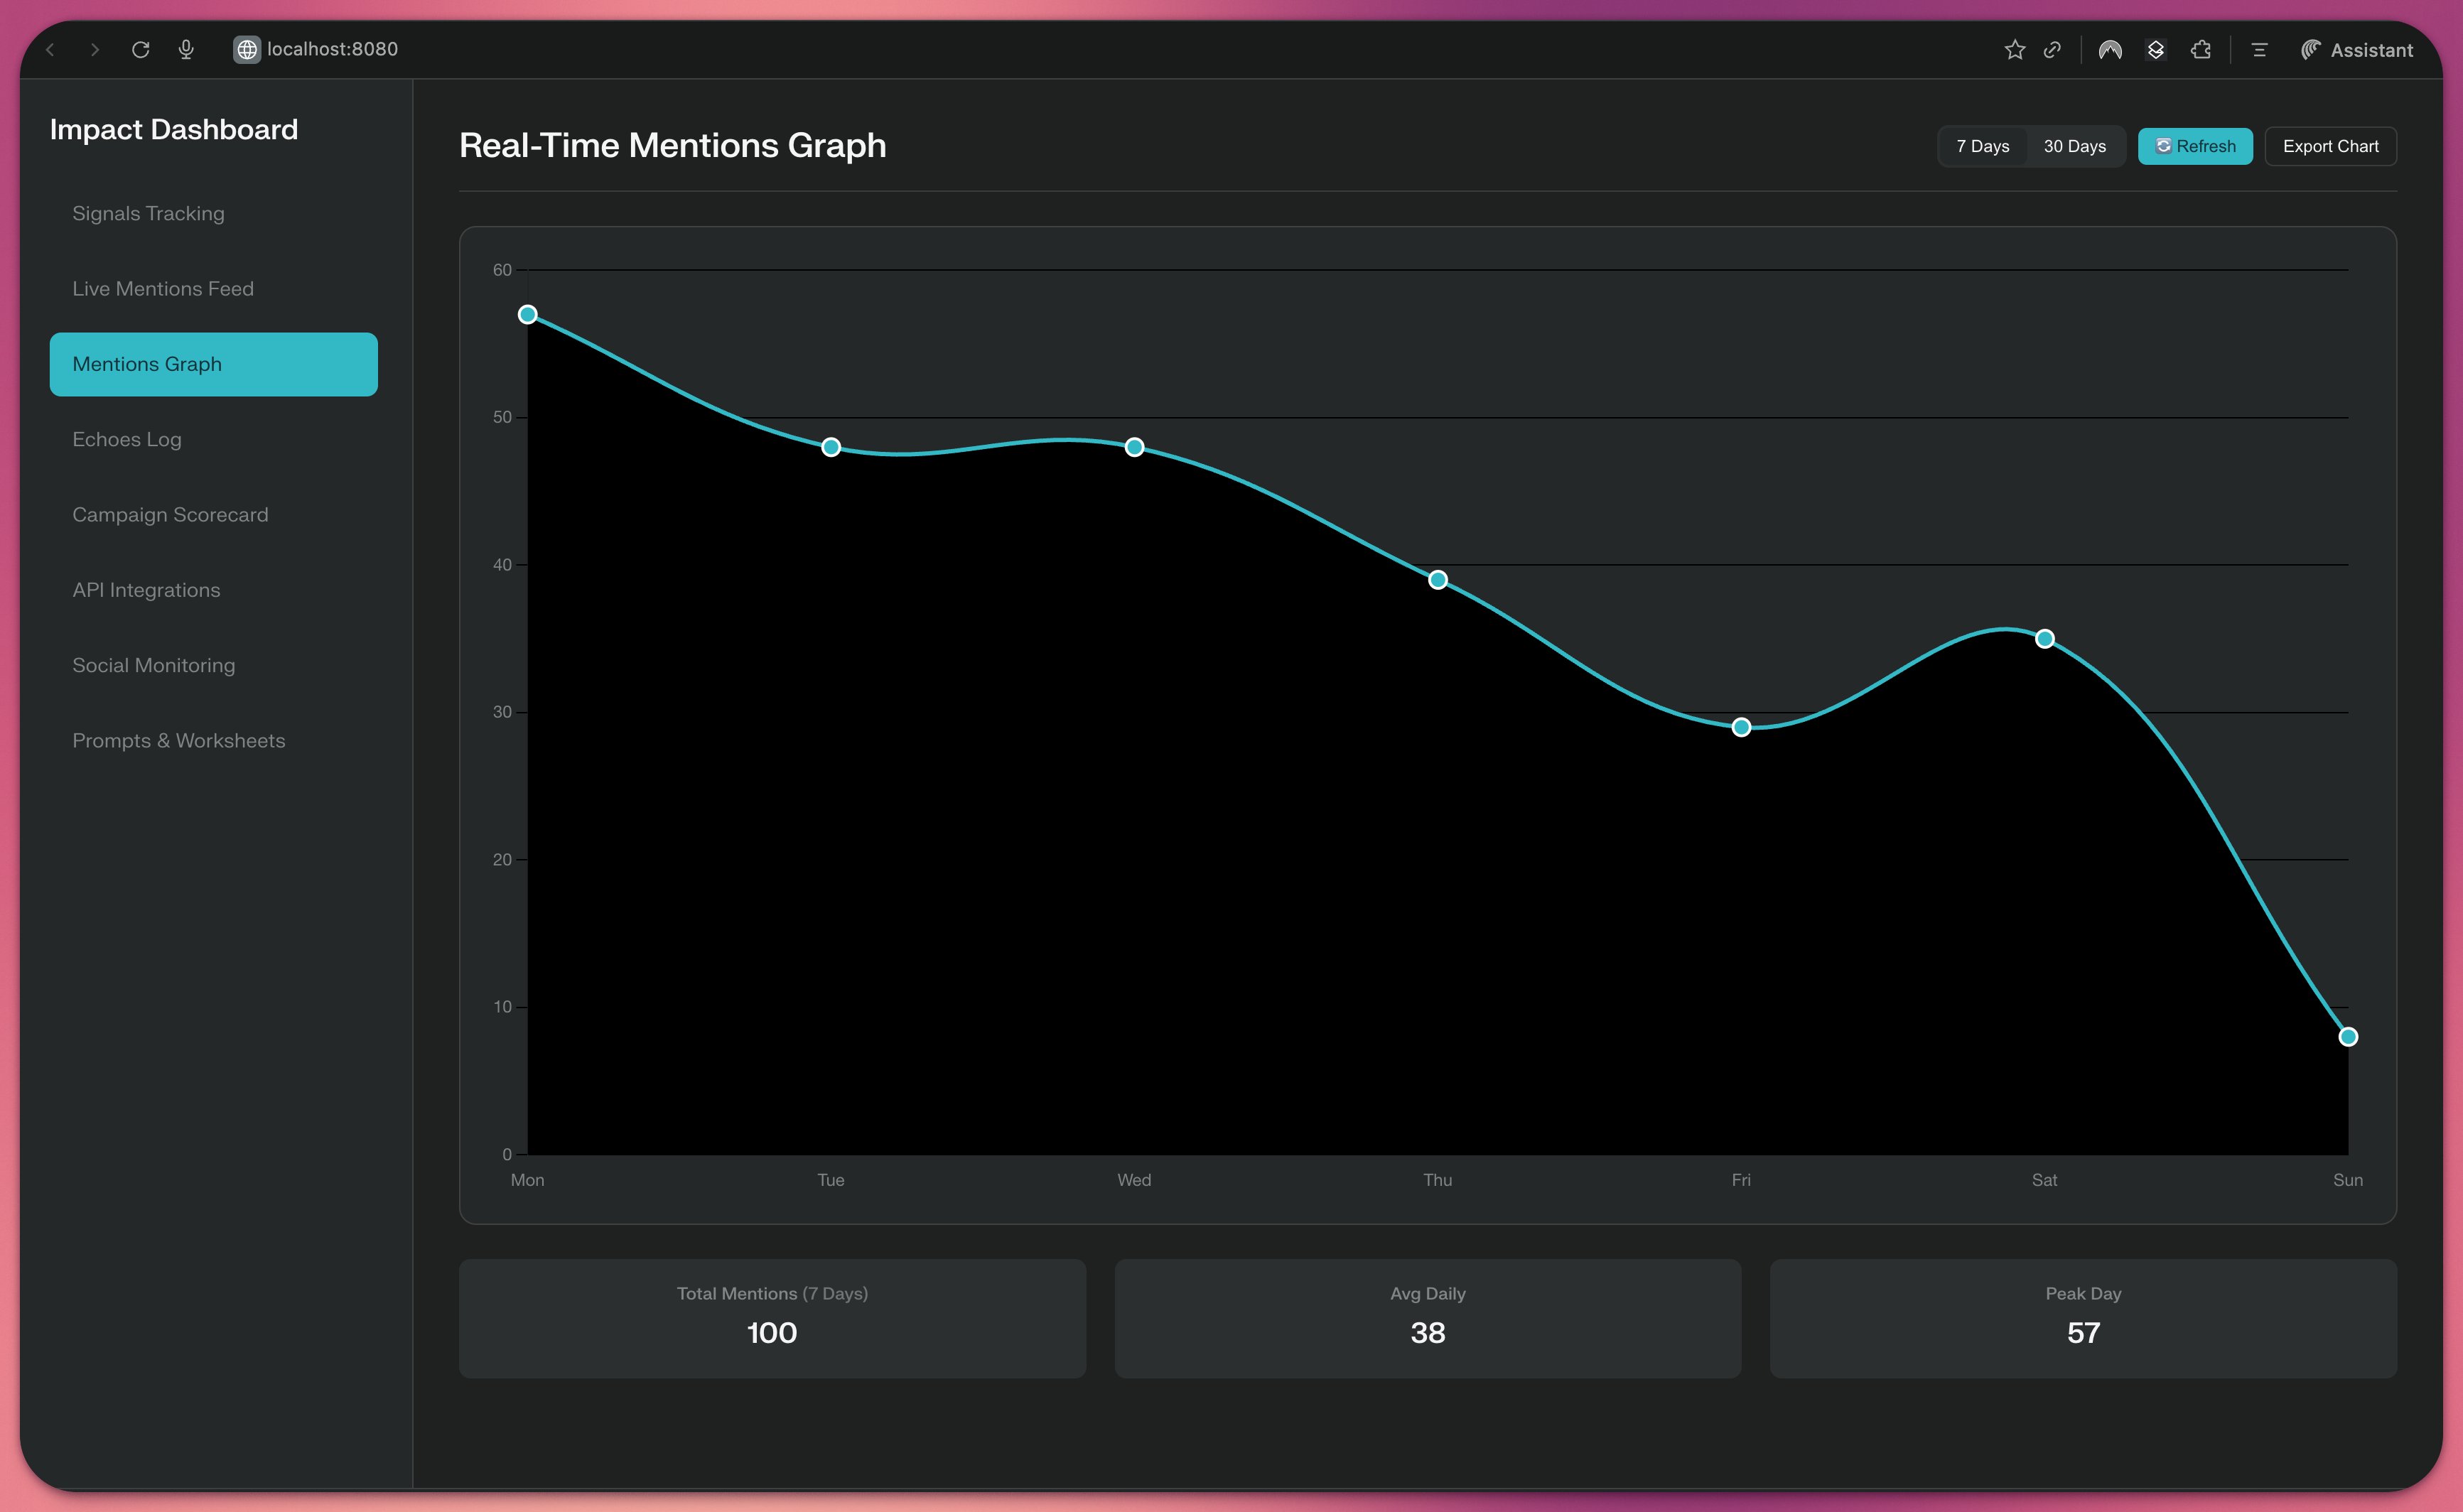 localhost:8080
Assistant
Impact Dashboard
Signals Tracking
Live Mentions Feed
Mentions Graph
Echoes Log
Campaign Scorecard
API Integrations
Social Monitoring
Prompts & Worksheets
Real-Time Mentions Graph
7 Days
30 Days
Refresh
Export Chart
60
50
40
30
20
10
0
Mon Tue Wed Thu Fri Sat Sun
Total Mentions (7 Days)
100
Avg Daily
38
Peak Day
57